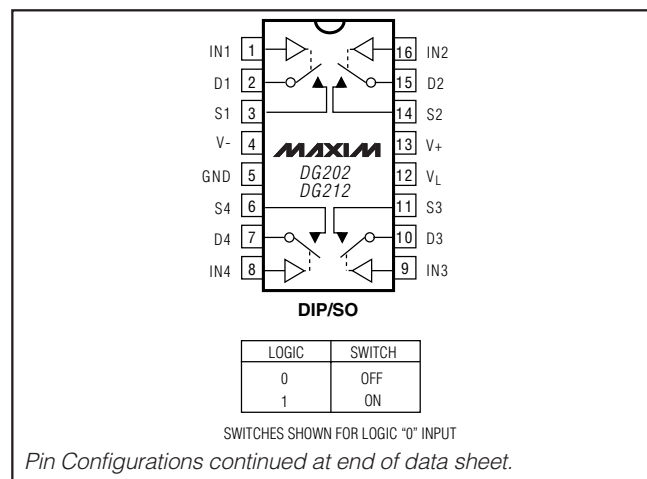 IN1 1 16 IN2
D1 2 15 D2
S1 3 14 S2
V- 4 MAXIM 13 V+
GND 5 DG202 12 VL
DG212
S4 6 11 S3
D4 7 10 D3
IN4 8 9 IN3
DIP/SO
LOGIC SWITCH
0 OFF
1 ON
SWITCHES SHOWN FOR LOGIC “0” INPUT
Pin Configurations continued at end of data sheet.